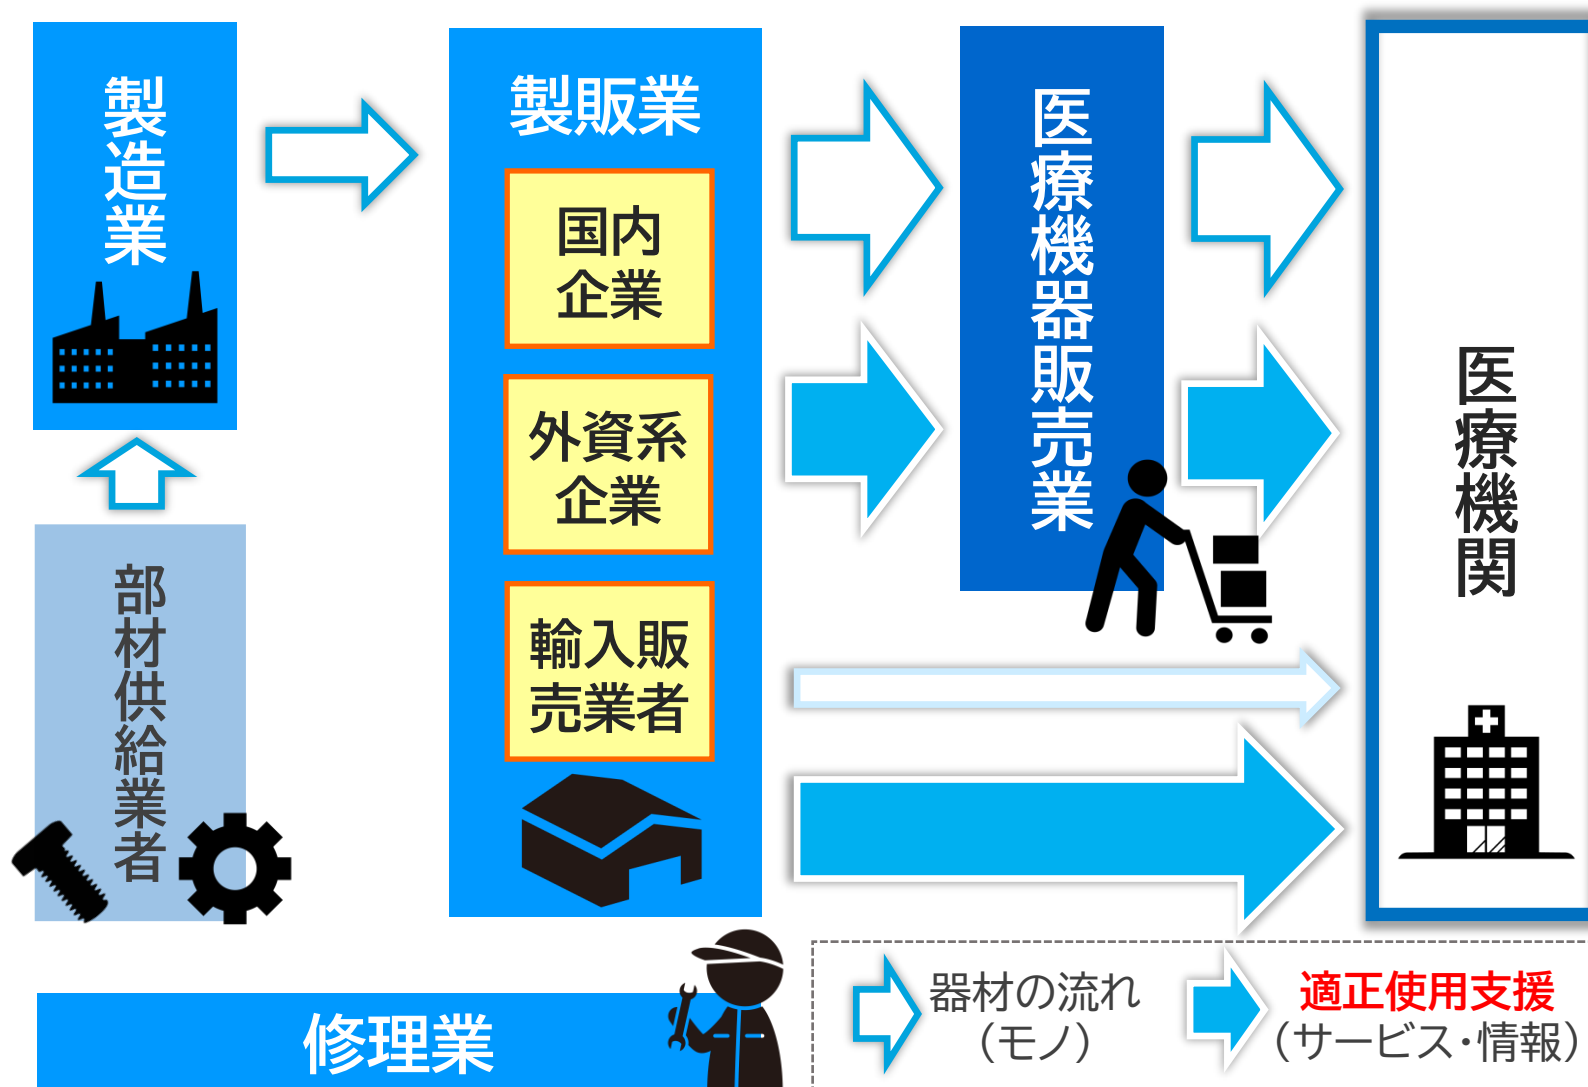 製造業
部材供給業者
製販業
国内
企業
外資系
企業
輸入販
売業者
医療機器販売業
医療機関
修理業
器材の流れ
（モノ）
適正使用支援
（サービス・情報）